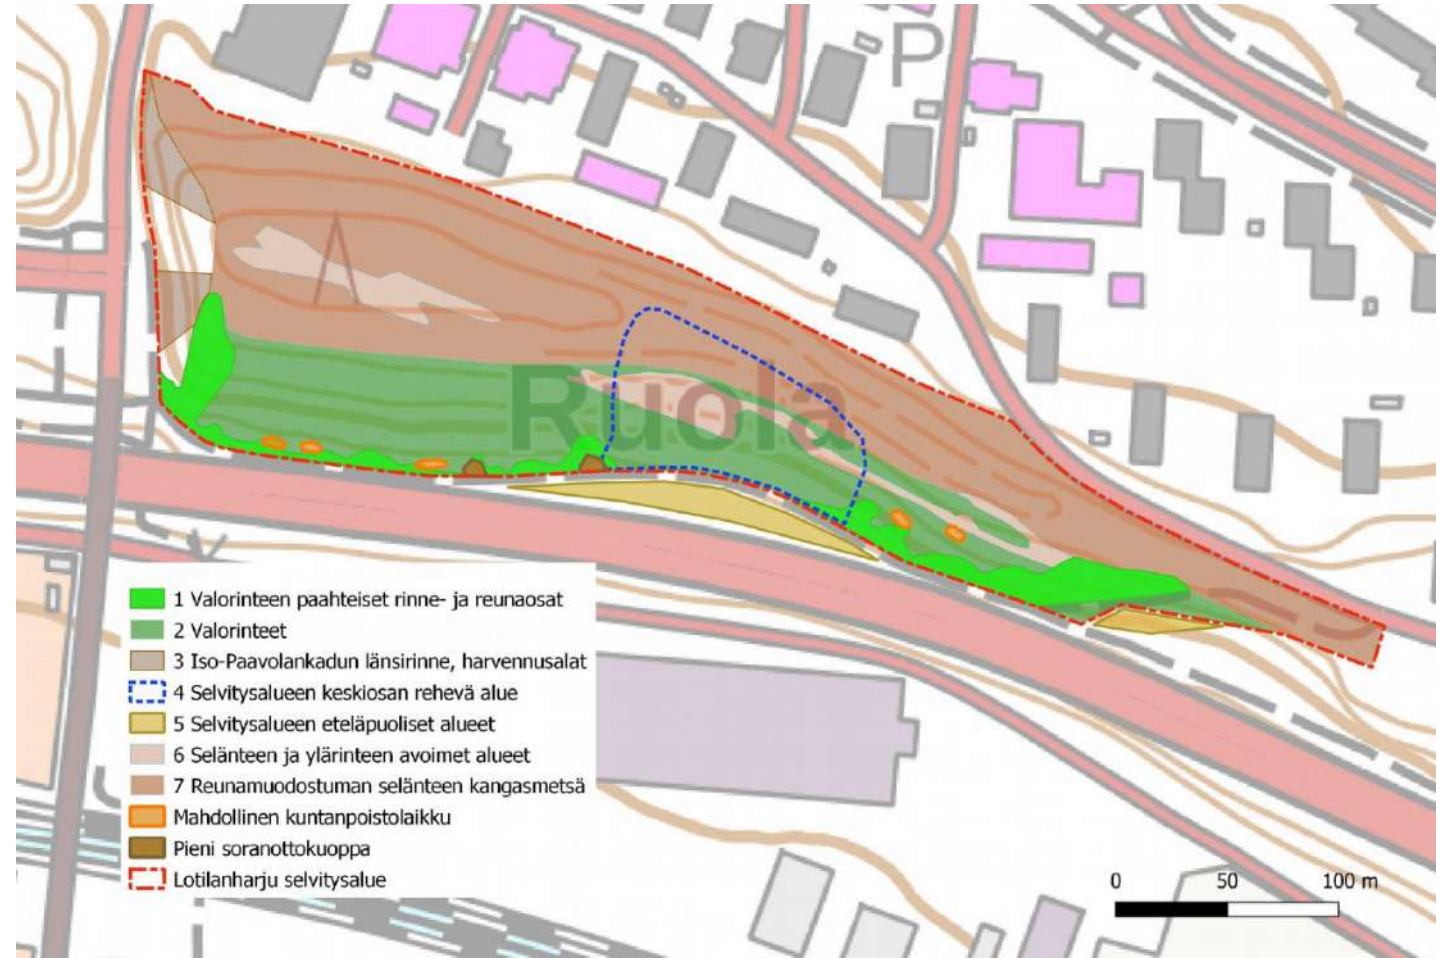 P
Ruola
1 Valorinteen paahteiset rinne- ja reunaosat
2 Valorinteet
3 Iso-Paavolankadun länsirinne, harvennusalat
4 Selvitysalueen keskiosan rehevä alue
5 Selvitysalueen eteläpuoliset alueet
6 Selänteen ja ylärinteen avoimet alueet
7 Reunamuodostuman selänteen kangasmetsä
Mahdollinen kuntanpoistolaikku
Pieni soranottokuoppa
Lotilanharju selvitysalue
0 50 100 m